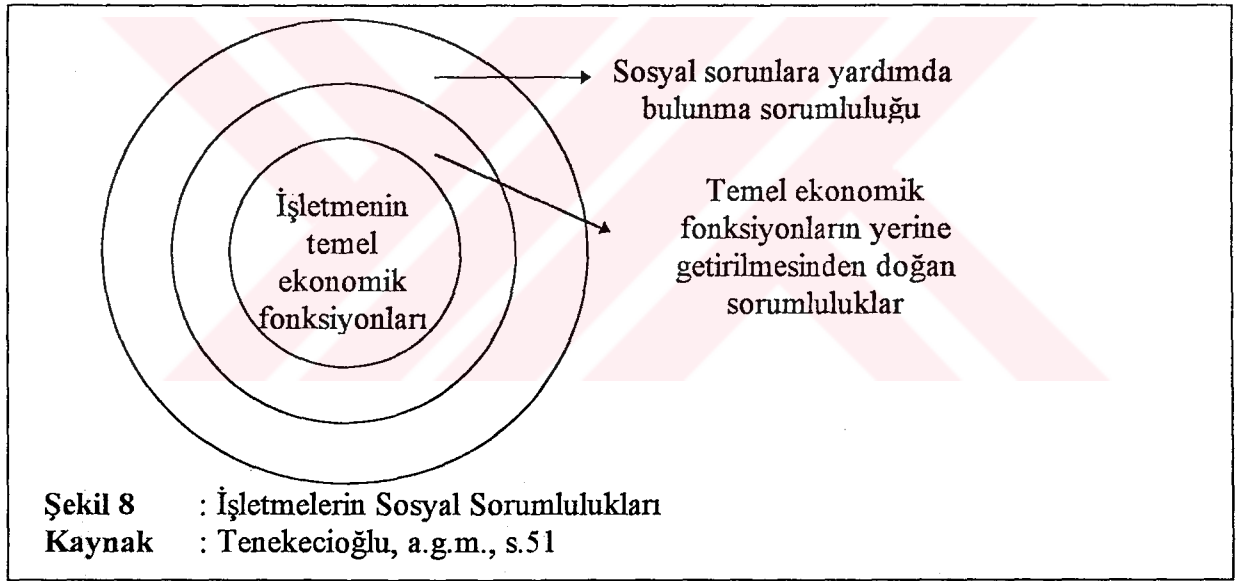 Sosyal sorunlara yardımda
bulunma sorumluluğu
İşletmenin
temel
ekonomik
fonksiyonları
Temel ekonomik
fonksiyonların yerine
getirilmesinden doğan
sorumluluklar
Şekil 8 : İşletmelerin Sosyal Sorumlulukları
Kaynak : Tenekecioğlu, a.g.m., s.51